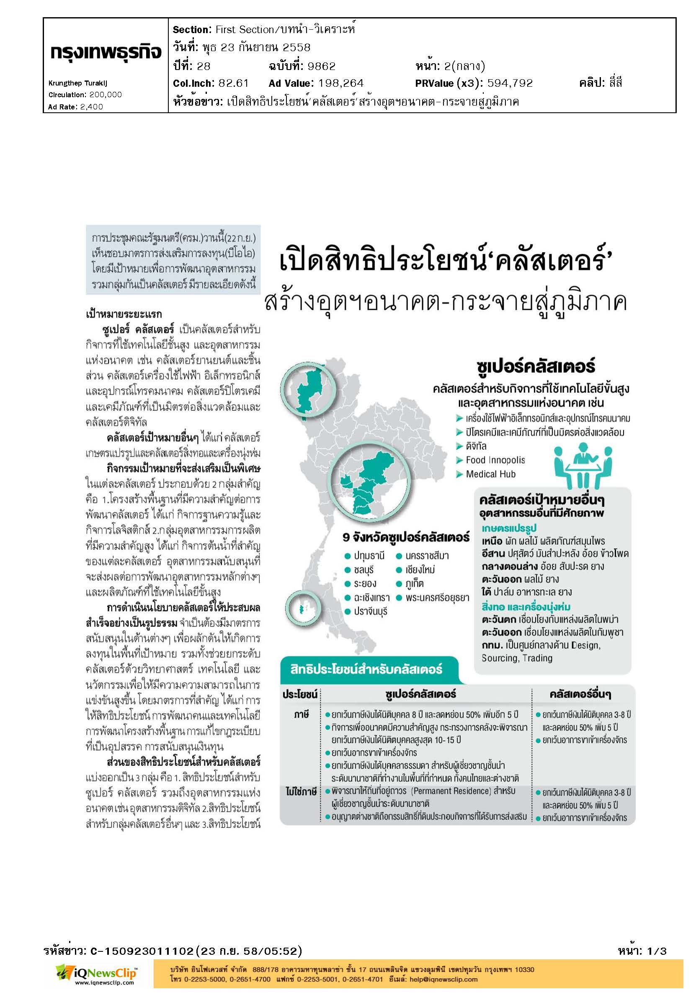 กรุงเทพธุรกิจ
Krungthep Turakij
Circulation: 200,000
Ad Rate: 2,400
Section: First Section/บทนำ-วิเคราะห์
วันที่: พุธ 23 กันยายน 2558
ปีที่: 28 ฉบับที่: 9862 หน้า: 2(กลาง)
Col.Inch: 82.61 Ad Value: 198,264 PRValue (x3): 594,792 คลิป: สี่สี
หัวข้อข่าว: เปิดสิทธิประโยชน์'คลัสเตอร์'สร้างอุตฯอนาคต-กระจายสู่ภูมิภาค
การประชุมคณะรัฐมนตรี(ครม.)วานนี้(22 ก.ย.)
เห็นชอบมาตรการส่งเสริมการลงทุน(บีโอไอ)
โดยมีเป้าหมายเพื่อการพัฒนาอุตสาหกรรม
รวมกลุ่มกันเป็นคลัสเตอร์ มีรายละเอียดดังนี้
เปิดสิทธิประโยชน์‘คลัสเตอร์’
สร้างอุตฯอนาคต-กระจายสู่ภูมิภาค
เป้าหมายระยะแรก
ซูเปอร์ คลัสเตอร์ เป็นคลัสเตอร์สำหรับ
กิจการที่ใช้เทคโนโลยีชั้นสูง และอุตสาหกรรม
แห่งอนาคต เช่น คลัสเตอร์ยานยนต์และชิ้น
ส่วน คลัสเตอร์เครื่องใช้ไฟฟ้า อิเล็กทรอนิกส์
และอุปกรณ์โทรคมนาคม คลัสเตอร์ปิโตรเคมี
และเคมีภัณฑ์ที่เป็นมิตรต่อสิ่งแวดล้อมและ
คลัสเตอร์ดิจิทัล
คลัสเตอร์เป้าหมายอื่นๆ ได้แก่ คลัสเตอร์
เกษตรแปรรูปและคลัสเตอร์สิ่งทอและเครื่องนุ่งห่ม
กิจกรรมเป้าหมายที่จะส่งเสริมเป็นพิเศษ
ในแต่ละคลัสเตอร์ ประกอบด้วย 2 กลุ่มสำคัญ
คือ 1.โครงสร้างพื้นฐานที่มีความสำคัญต่อการ
พัฒนาคลัสเตอร์ ได้แก่ กิจการฐานความรู้และ
กิจการโลจิสติกส์ 2.กลุ่มอุตสาหกรรมการผลิต
ที่มีความสำคัญสูง ได้แก่ กิจการต้นน้ำที่สำคัญ
ของแต่ละคลัสเตอร์ อุตสาหกรรมสนับสนุนที่
จะส่งผลต่อการพัฒนาอุตสาหกรรมหลักต่างๆ
และผลิตภัณฑ์ที่ใช้เทคโนโลยีขั้นสูง
การดำเนินนโยบายคลัสเตอร์ให้ประสบผล
สำเร็จอย่างเป็นรูปธรรม จำเป็นต้องมีมาตรการ
สนับสนุนในด้านต่างๆ เพื่อผลักดันให้เกิดการ
ลงทุนในพื้นที่เป้าหมาย รวมทั้งช่วยยกระดับ
คลัสเตอร์ด้วยวิทยาศาสตร์ เทคโนโลยี และ
นวัตกรรมเพื่อให้มีความความสามารถในการ
แข่งขันสูงขึ้น โดยมาตรการที่สำคัญ ได้แก่ การ
ให้สิทธิประโยชน์ การพัฒนาคนและเทคโนโลยี
การพัฒนาโครงสร้างพื้นฐาน การแก้ไขกฎระเบียบ
ที่เป็นอุปสรรค การสนับสนุนเงินทุน
ส่วนของสิทธิประโยชน์สำหรับคลัสเตอร์
แบ่งออกเป็น 3 กลุ่ม คือ 1. สิทธิประโยชน์สำหรับ
ซูเปอร์ คลัสเตอร์ รวมถึงอุตสาหกรรมแห่ง
อนาคต เช่น อุตสาหกรรมดิจิทัล 2.สิทธิประโยชน์
สำหรับกลุ่มคลัสเตอร์อื่นๆ และ 3.สิทธิประโยชน์
ซูเปอร์คลัสเตอร์
คลัสเตอร์สำหรับกิจการที่ใช้เทคโนโลยีขั้นสูง
และอุตสาหกรรมแห่งอนาคต เช่น
เครื่องใช้ไฟฟ้าอิเล็กทรอนิกส์และอุปกรณ์โทรคมนาคม
ปิโตรเคมีและเคมีภัณฑ์ที่เป็นมิตรต่อสิ่งแวดล้อม
ดิจิทัล
Food Innopolis
Medical Hub
9 จังหวัดซูเปอร์คลัสเตอร์
● ปทุมธานี ● นครราชสีมา
● ชลบุรี ● เชียงใหม่
● ระยอง ● ภูเก็ต
● ฉะเชิงเทรา ● พระนครศรีอยุธยา
● ปราจีนบุรี
คลัสเตอร์เป้าหมายอื่นๆ
อุตสาหกรรมอื่นที่มีศักยภาพ
เกษตรแปรรูป
เหนือ ผัก ผลไม้ ผลิตภัณฑ์สมุนไพร
อีสาน ปศุสัตว์ มันสำปะหลัง อ้อย ข้าวโพด
กลางตอนล่าง อ้อย สับปะรด ยาง
ตะวันออก ผลไม้ ยาง
ใต้ ปาล์ม อาหารทะเล ยาง
สิ่งทอ และเครื่องนุ่งห่ม
ตะวันตก เชื่อมโยงกับแหล่งผลิตในพม่า
ตะวันออก เชื่อมโยงแหล่งผลิตในกัมพูชา
กทม. เป็นศูนย์กลางด้าน Design,
Sourcing, Trading
สิทธิประโยชน์สำหรับคลัสเตอร์
ประโยชน์ ซูเปอร์คลัสเตอร์ คลัสเตอร์อื่นๆ
ภาษี ● ยกเว้นภาษีเงินได้นิติบุคคล 8 ปี และลดหย่อน 50% เพิ่มอีก 5 ปี ● ยกเว้นภาษีเงินได้นิติบุคคล 3-8 ปี
● กิจการเพื่ออนาคตมีความสำคัญสูง กระทรวงการคลังจะพิจารณา และลดหย่อน 50% เพิ่ม 5 ปี
ยกเว้นภาษีเงินได้นิติตบุคคลสูงสุด 10-15 ปี ● ยกเว้นอาการขาเข้าเครื่องจักร
● ยกเว้นอากรขาเข้าเครื่องจักร
● ยกเว้นภาษีเงินได้บุคคลาธรรมดา สำหรับผู้เชี่ยวชาญชั้นนำ
ระดับนานาชาติที่ทำงานในพื้นที่ที่กำหนด ทั้งคนไทยและต่างชาติ
ไม่ใช่ภาษี ● พิจารณาให้ถิ่นที่อยู่ถาวร (Permanent Residence) สำหรับ ● ยกเว้นภาษีเงินได้นิติบุคคล 3-8 ปี
ผู้เชี่ยวชาญชั้นนำระดับนานาชาติ และลดหย่อน 50% เพิ่ม 5 ปี
● อนุญาตต่างชาติถือกรรมสิทธิ์ที่ดินประกอบกิจการที่ได้รับการส่งเสริม ● ยกเว้นอาการขาเข้าเครื่องจักร
รหัสข่าว: C-150923011102(23 ก.ย. 58/05:52) หน้า: 1/3
iQNewsClip™
www.iqnewsclip.com
บริษัท อินโฟเควสท์ จำกัด 888/178 อาคารมหาทุนพลาซ่า ชั้น 17 ถนนเพลินจิต แขวงลุมพินี เขตปทุมวัน กรุงเทพฯ 10330
โทร 0-2253-5000, 0-2651-4700 แฟกซ์ 0-2253-5001, 0-2651-4701 อีเมล์: help@iqnewsclip.com